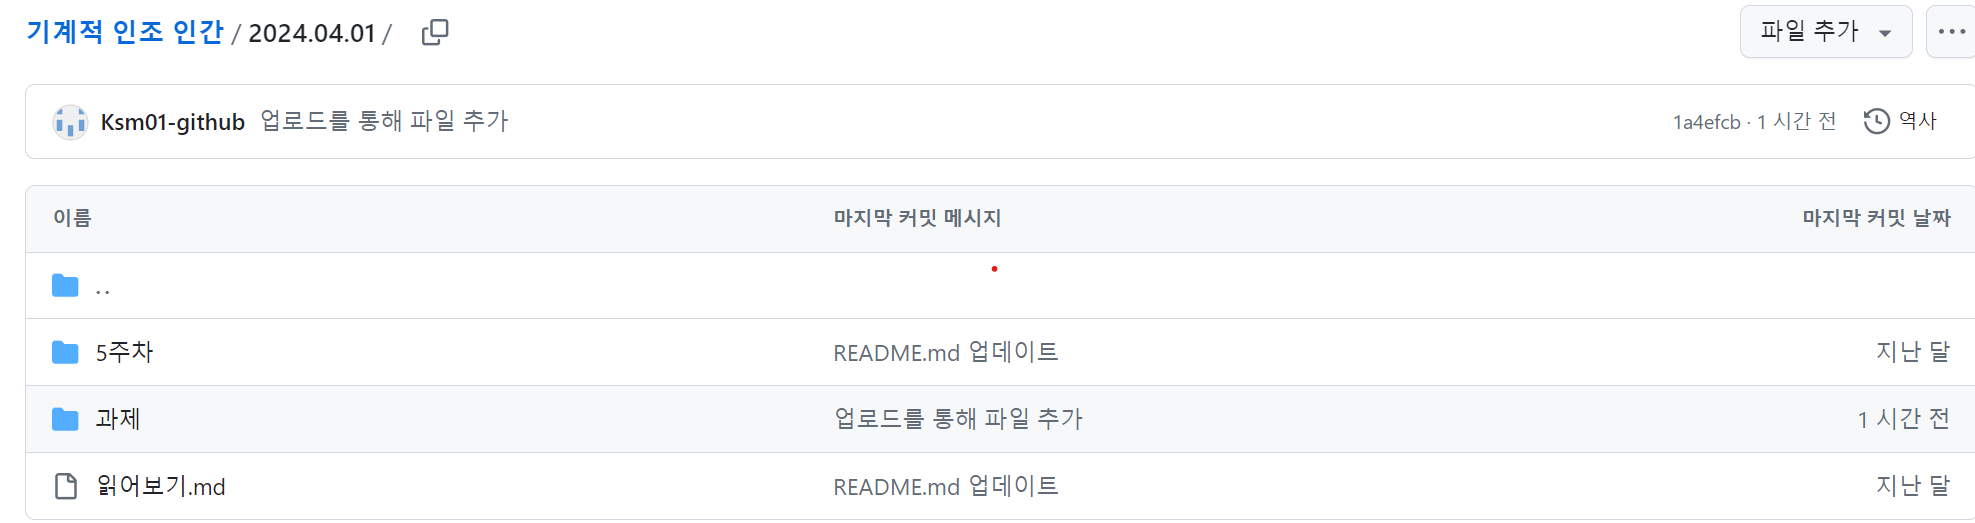 기계적 인조 인간 / 2024.04.01 /
파일 추가
Ksm01-github 업로드를 통해 파일 추가
1a4efcb · 1 시간 전 역사
이름 마지막 커밋 메시지 마지막 커밋 날짜
..
5주차 README.md 업데이트 지난 달
과제 업로드를 통해 파일 추가 1 시간 전
읽어보기.md README.md 업데이트 지난 달